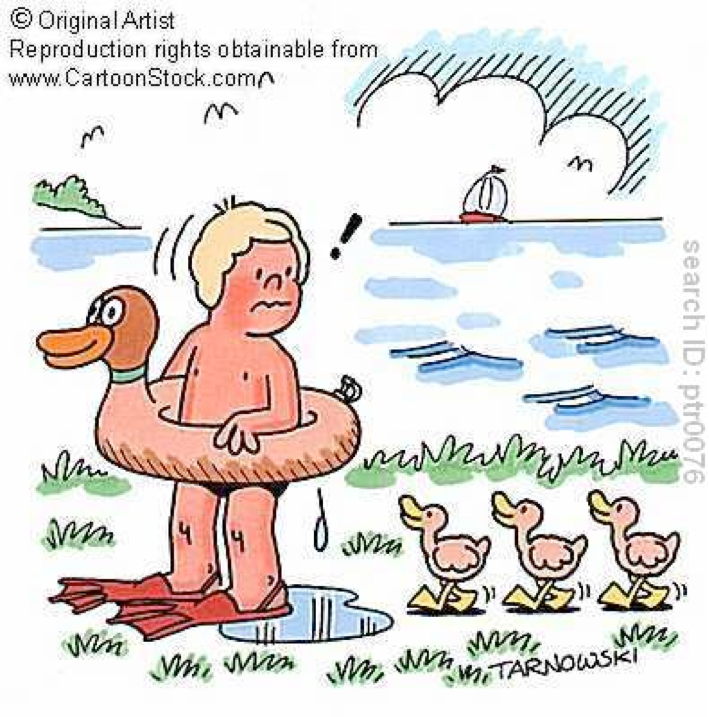 © Original Artist
Reproduction rights obtainable from
www.CartoonStock.com
!
search ID: ptr0076
TARNOWSKI